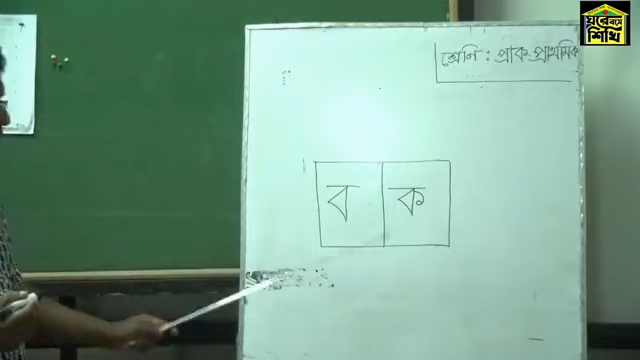 ঘরে বসে
শিখি
শ্রেণি : প্রাক-প্রাথমিক
ব ক